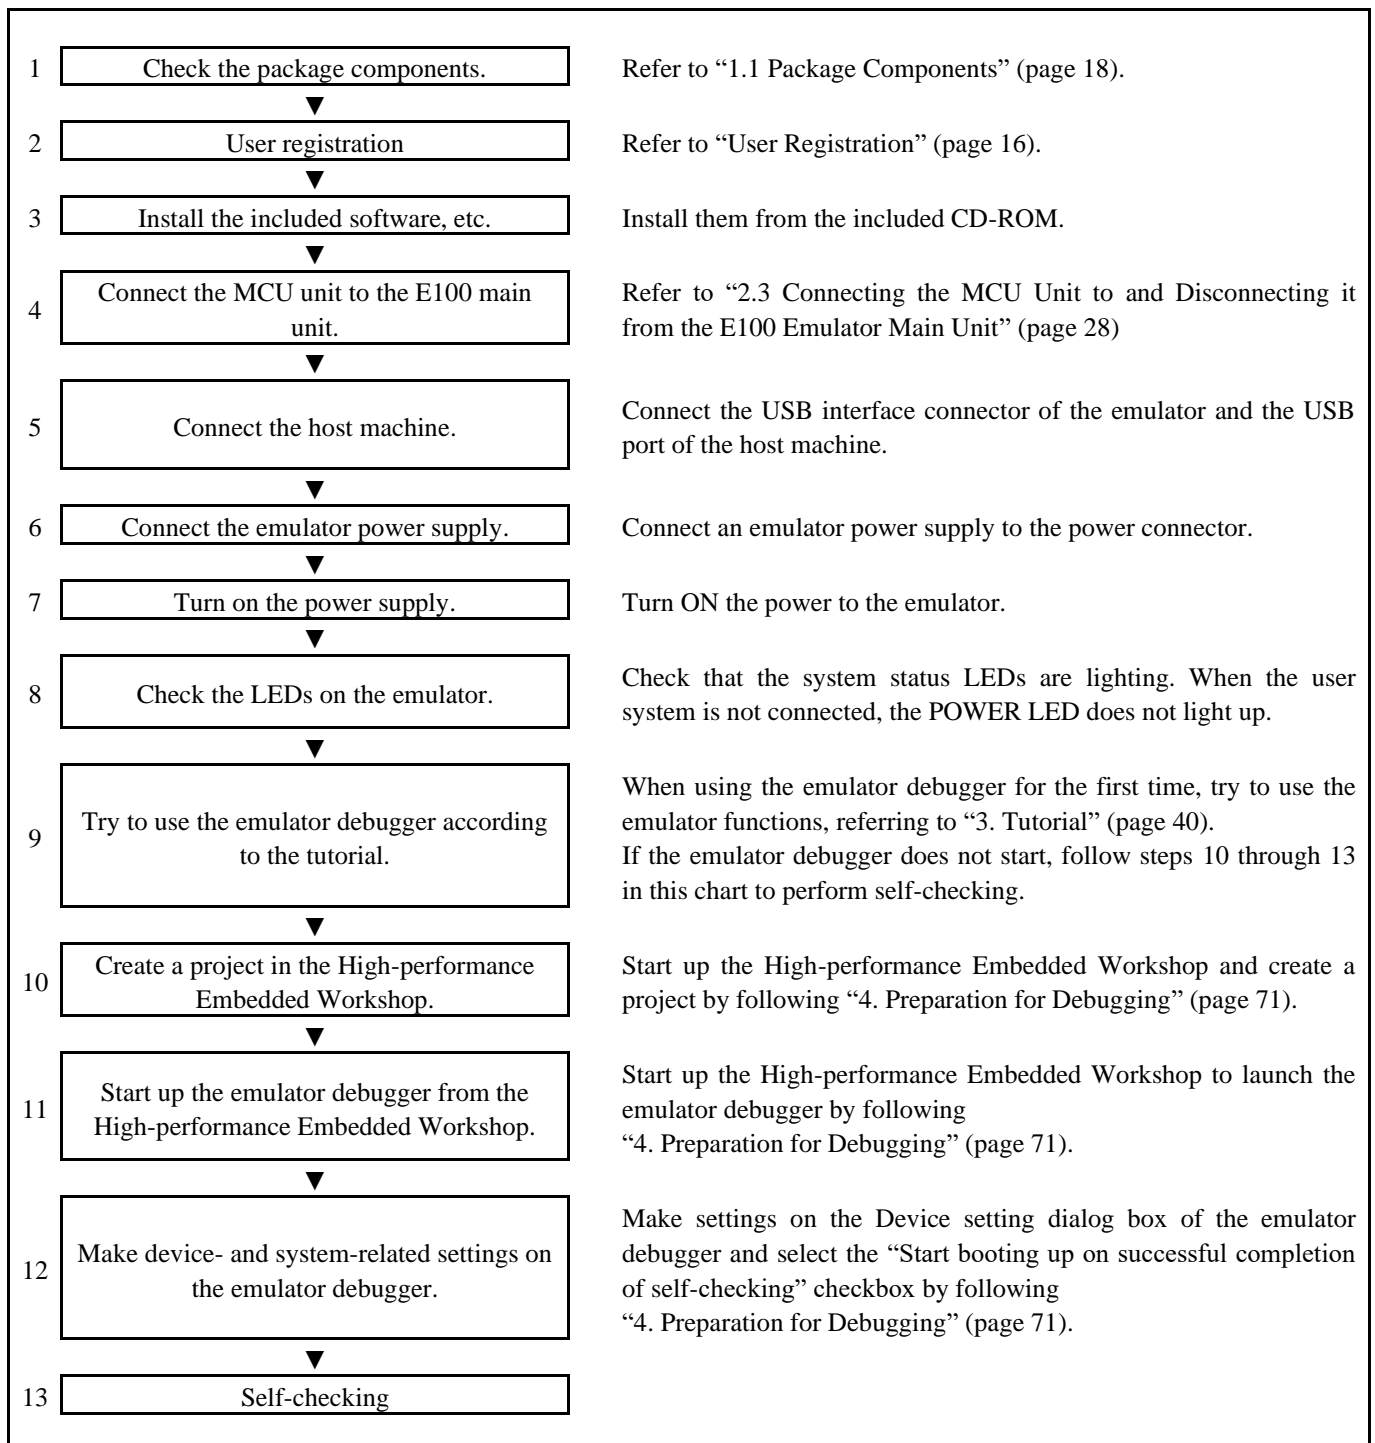 1 Check the package components. Refer to “1.1 Package Components” (page 18).
▼
2 User registration Refer to “User Registration” (page 16).
▼
3 Install the included software, etc. Install them from the included CD-ROM.
▼
4 Connect the MCU unit to the E100 main
unit.
Refer to “2.3 Connecting the MCU Unit to and Disconnecting it
from the E100 Emulator Main Unit” (page 28)
▼
5 Connect the host machine.
Connect the USB interface connector of the emulator and the USB
port of the host machine.
▼
6 Connect the emulator power supply. Connect an emulator power supply to the power connector.
▼
7 Turn on the power supply. Turn ON the power to the emulator.
▼
8 Check the LEDs on the emulator.
Check that the system status LEDs are lighting. When the user
system is not connected, the POWER LED does not light up.
▼
9 Try to use the emulator debugger according
to the tutorial.
When using the emulator debugger for the first time, try to use the
emulator functions, referring to “3. Tutorial” (page 40).
If the emulator debugger does not start, follow steps 10 through 13
in this chart to perform self-checking.
▼
10 Create a project in the High-performance
Embedded Workshop.
Start up the High-performance Embedded Workshop and create a
project by following “4. Preparation for Debugging” (page 71).
▼
11 Start up the emulator debugger from the
High-performance Embedded Workshop.
Start up the High-performance Embedded Workshop to launch the
emulator debugger by following
“4. Preparation for Debugging” (page 71).
▼
12 Make device- and system-related settings on
the emulator debugger.
Make settings on the Device setting dialog box of the emulator
debugger and select the “Start booting up on successful completion
of self-checking” checkbox by following
“4. Preparation for Debugging” (page 71).
▼
13 Self-checking